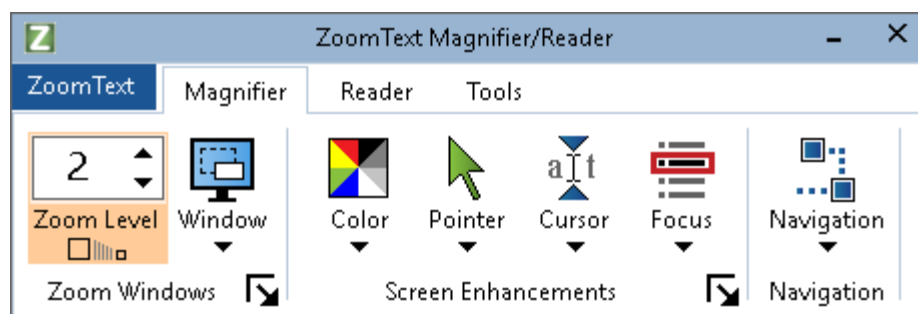 Z ZoomText Magnifier/Reader
ZoomText Magnifier Reader Tools
2 a t
Zoom Level Window Color Pointer Cursor Focus Navigation
Zoom Windows Screen Enhancements Navigation